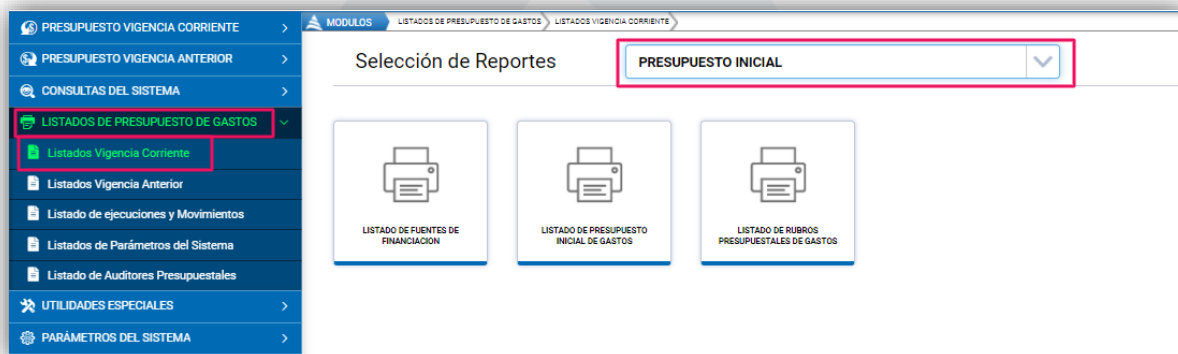 PRESUPUESTO VIGENCIA CORRIENTE
PRESUPUESTO VIGENCIA ANTERIOR
CONSULTAS DEL SISTEMA
LISTADOS DE PRESUPUESTO DE GASTOS
Listados Vigencia Corriente
Listados Vigencia Anterior
Listado de ejecuciones y Movimientos
Listados de Parámetros del Sistema
Listado de Auditores Presupuestales
UTILIDADES ESPECIALES
PARÁMETROS DEL SISTEMA
MODULOS LISTADOS DE PRESUPUESTO DE GASTOS LISTADOS VIGENCIA CORRIENTE
Selección de Reportes
PRESUPUESTO INICIAL
LISTADO DE FUENTES DE
FINANCIACION
LISTADO DE PRESUPUESTO
INICIAL DE GASTOS
LISTADO DE RUBROS
PRESUPUESTALES DE GASTOS